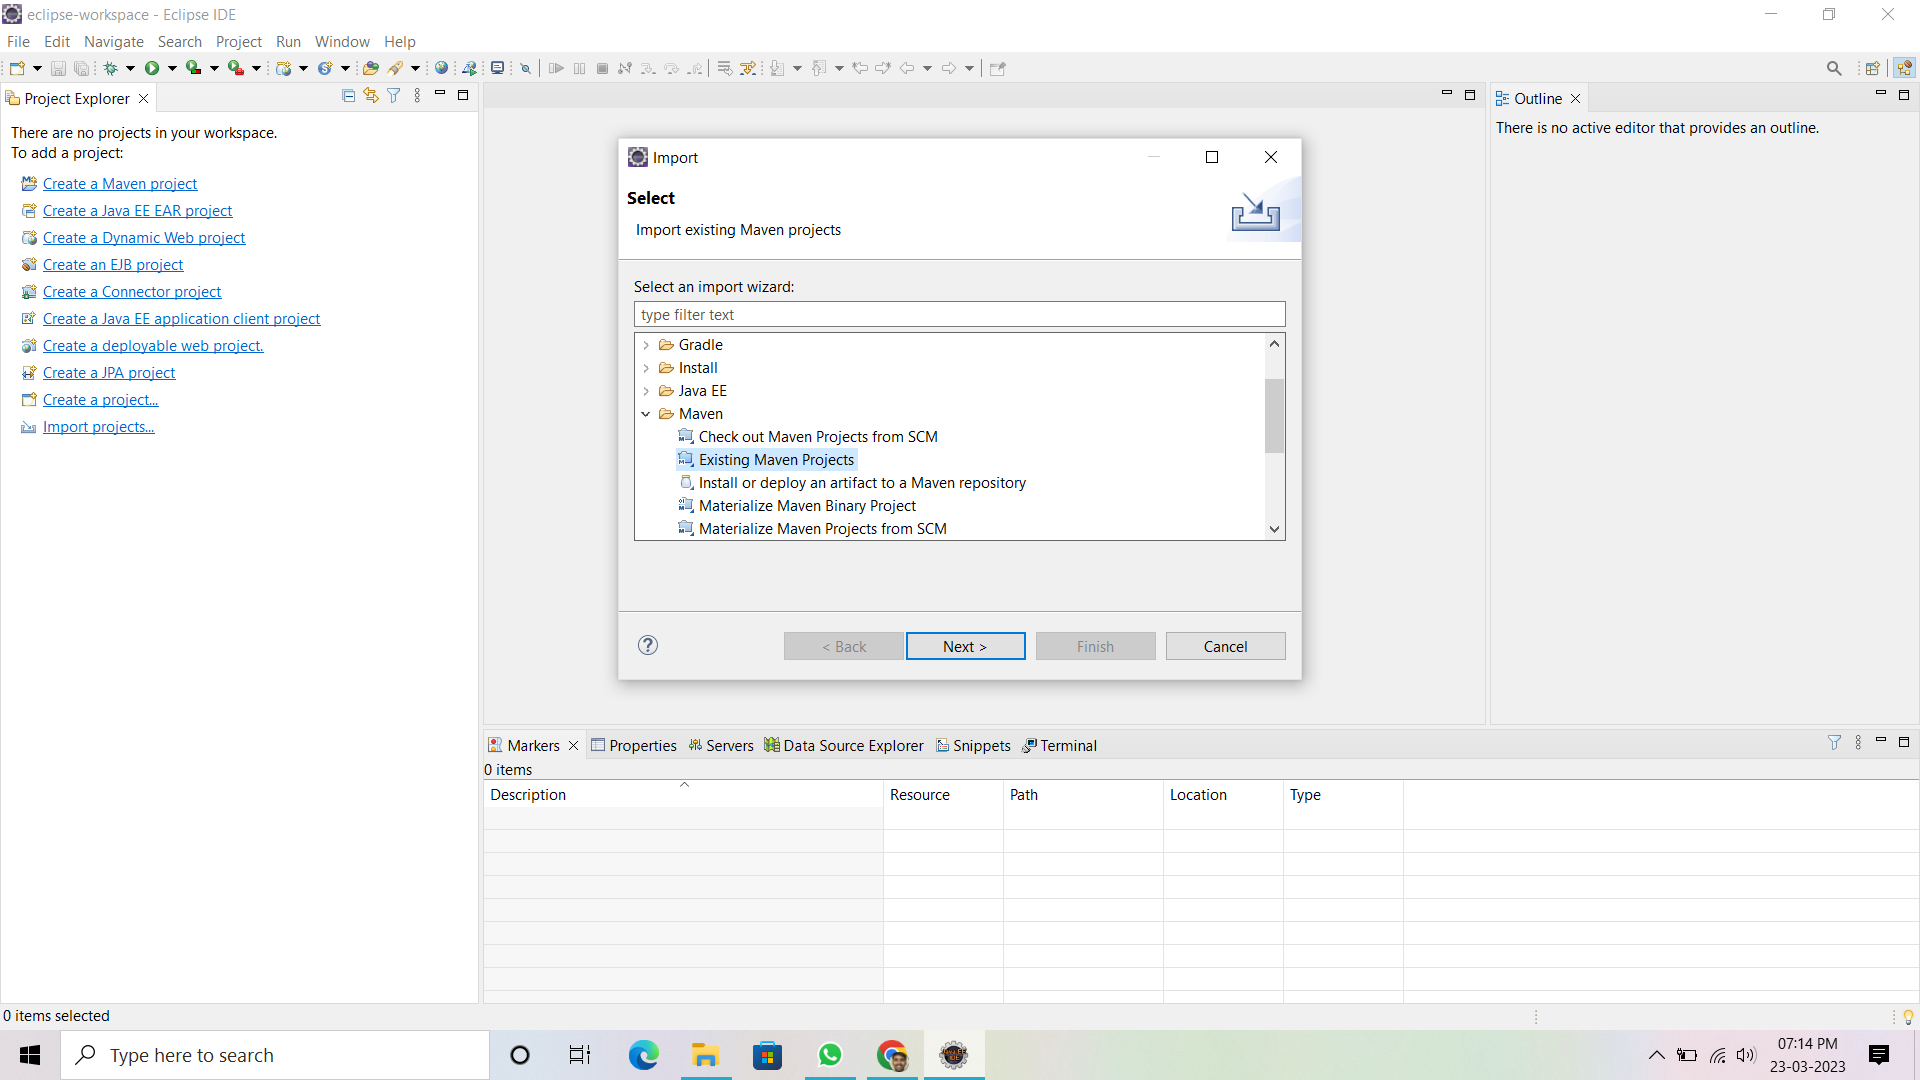 eclipse-workspace - Eclipse IDE
File Edit Navigate Search Project Run Window Help
Project Explorer
There are no projects in your workspace.
To add a project:
Create a Maven project
Create a Java EE EAR project
Create a Dynamic Web project
Create an EJB project
Create a Connector project
Create a Java EE application client project
Create a deployable web project.
Create a JPA project
Create a project...
Import projects...
Import
Select
Import existing Maven projects
Select an import wizard:
type filter text
Gradle
Install
Java EE
Maven
Check out Maven Projects from SCM
Existing Maven Projects
Install or deploy an artifact to a Maven repository
Materialize Maven Binary Project
Materialize Maven Projects from SCM
< Back Next > Finish Cancel
Outline
There is no active editor that provides an outline.
Markers Properties Servers Data Source Explorer Snippets Terminal
0 items
Description Resource Path Location Type
0 items selected
Type here to search
07:14 PM
23-03-2023